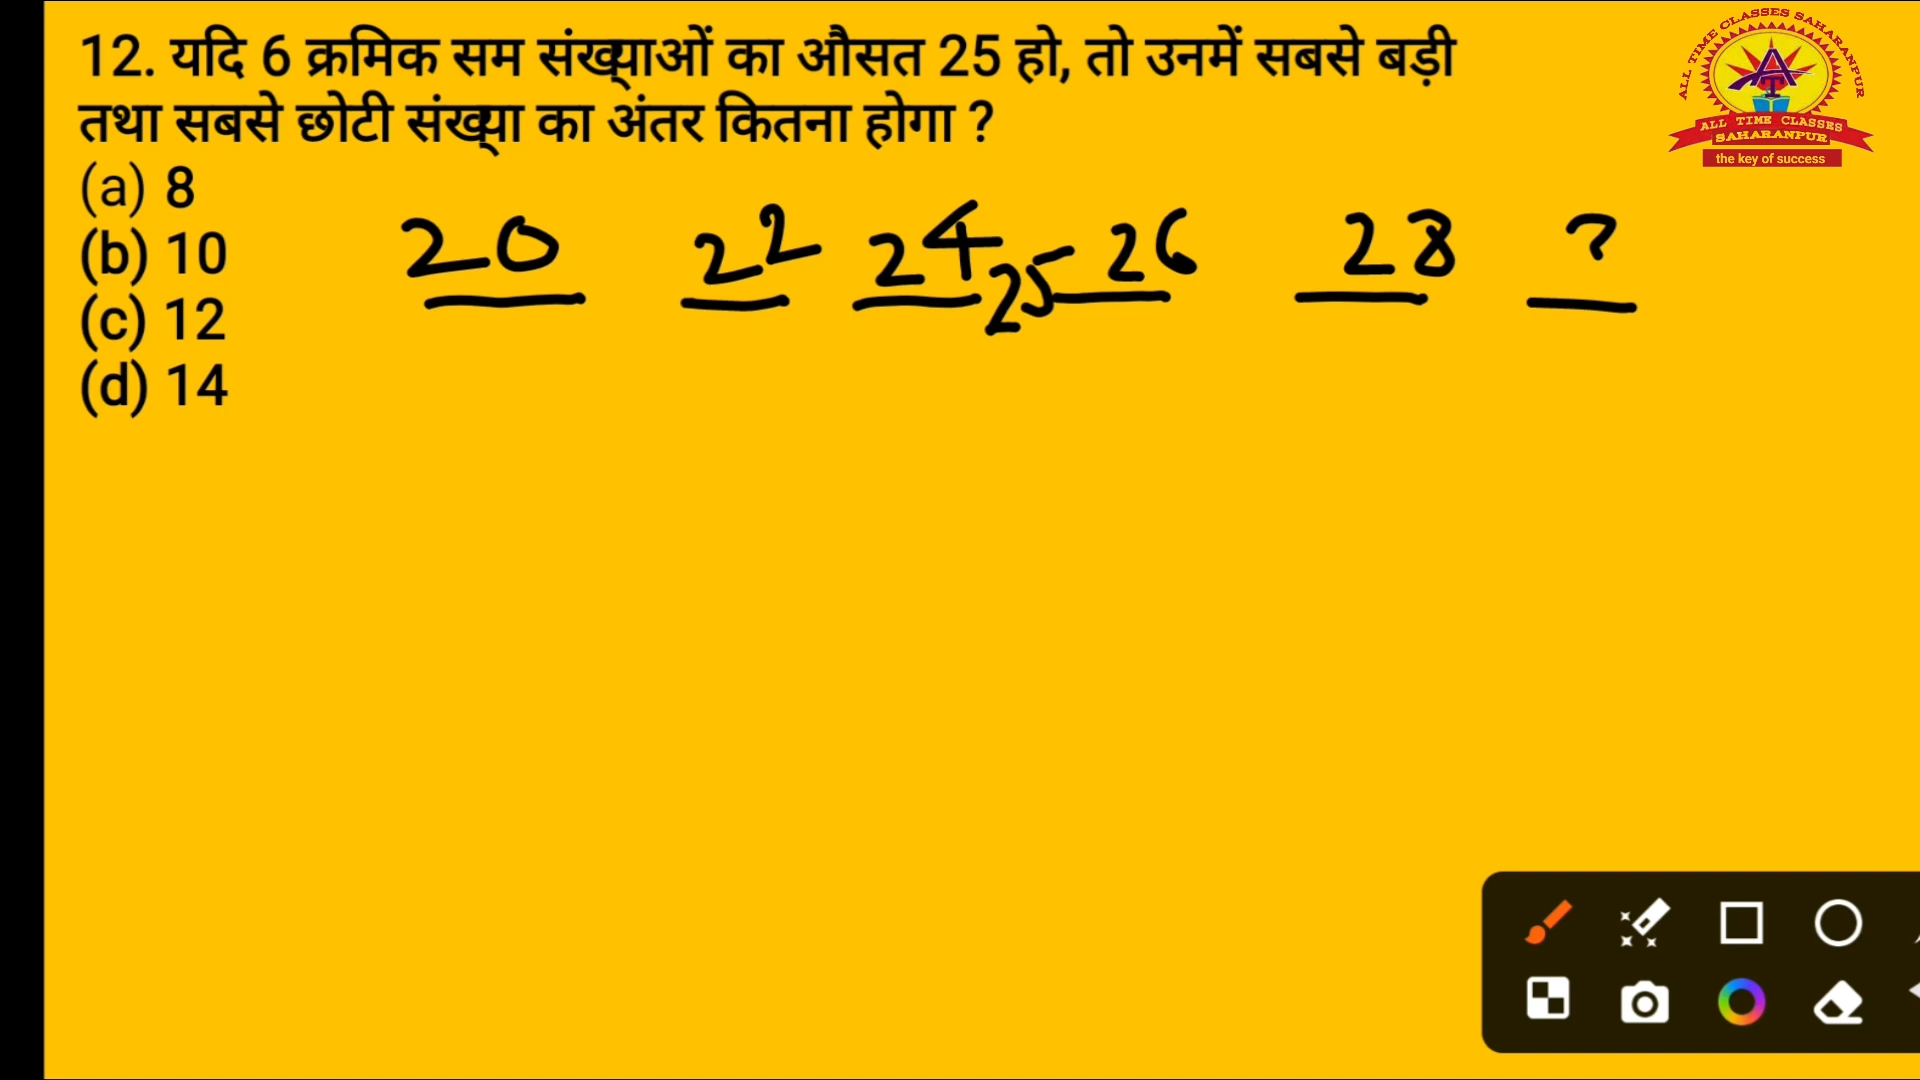 12. यदि 6 क्रमिक सम संख्याओं का औसत 25 हो, तो उनमें सबसे बड़ी
तथा सबसे छोटी संख्या का अंतर कितना होगा ?
(a) 8
(b) 10
(c) 12
(d) 14
20 22 24 25 26 28 ?
ALL TIME CLASSES SAHARANPUR
ALL TIME CLASSES
SAHARANPUR
the key of success